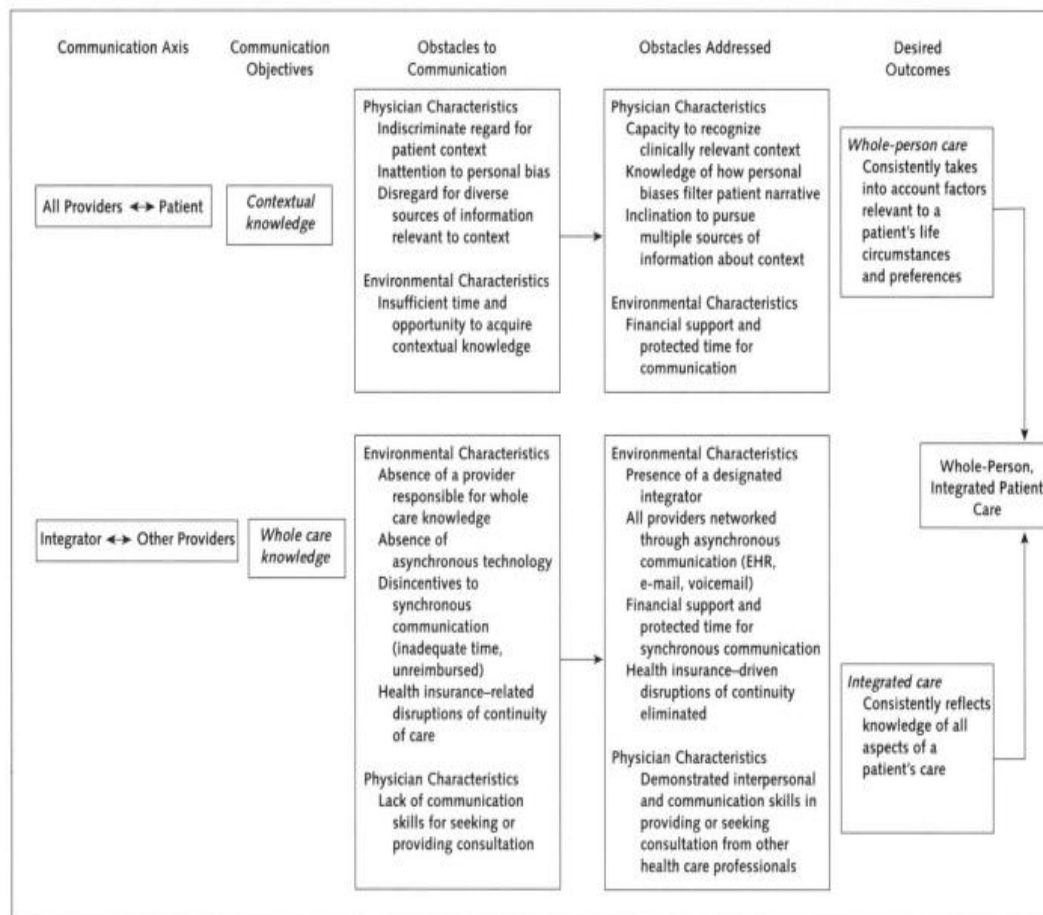 Communication Axis
Communication
Objectives
Obstacles to
Communication
Obstacles Addressed
Desired
Outcomes
All Providers ↔ Patient
Contextual
knowledge
Physician Characteristics
Indiscriminate regard for
patient context
Inattention to personal bias
Disregard for diverse
sources of information
relevant to context
Environmental Characteristics
Insufficient time and
opportunity to acquire
contextual knowledge
Physician Characteristics
Capacity to recognize
clinically relevant context
Knowledge of how personal
biases filter patient narrative
Inclination to pursue
multiple sources of
information about context
Environmental Characteristics
Financial support and
protected time for
communication
Whole-person care
Consistently takes
into account factors
relevant to a
patient's life
circumstances
and preferences
Integrator ↔ Other Providers
Whole care
knowledge
Environmental Characteristics
Absence of a provider
responsible for whole
care knowledge
Absence of
asynchronous technology
Disincentives to
synchronous
communication
(inadequate time,
unreimbursed)
Health insurance–related
disruptions of continuity
of care
Physician Characteristics
Lack of communication
skills for seeking or
providing consultation
Environmental Characteristics
Presence of a designated
integrator
All providers networked
through asynchronous
communication (EHR,
e-mail, voicemail)
Financial support and
protected time for
synchronous communication
Health insurance–driven
disruptions of continuity
eliminated
Physician Characteristics
Demonstrated interpersonal
and communication skills in
providing or seeking
consultation from other
health care professionals
Integrated care
Consistently reflects
knowledge of all
aspects of a
patient's care
Whole-Person,
Integrated Patient
Care